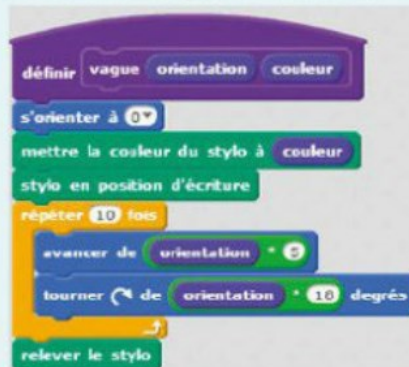 définir vague orientation couleur
s'orienter à 0
mettre la couleur du stylo à couleur
stylo en position d'écriture
répéter 10 fois
avancer de orientation * 5
tourner de orientation * 18 degrés
relever le stylo